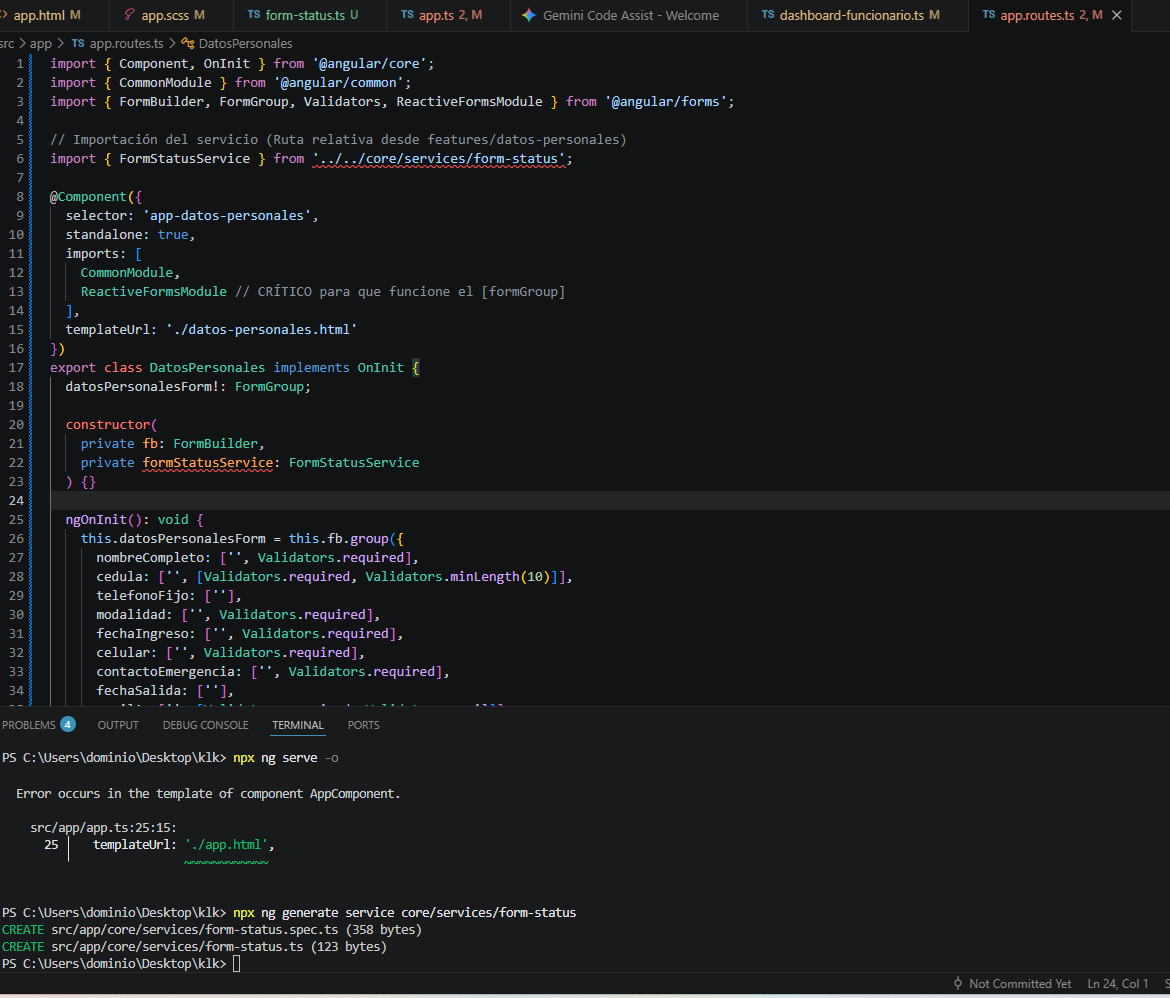 app.html M app.scss M TS form-status.ts U TS app.ts 2, M Gemini Code Assist - Welcome TS dashboard-funcionario.ts M TS app.routes.ts 2, M
src > app > TS app.routes.ts > DatosPersonales
1 import { Component, OnInit } from '@angular/core';
2 import { CommonModule } from '@angular/common';
3 import { FormBuilder, FormGroup, Validators, ReactiveFormsModule } from '@angular/forms';
4
5 // Importación del servicio (Ruta relativa desde features/datos-personales)
6 import { FormStatusService } from '../../core/services/form-status';
7
8 @Component({
9 selector: 'app-datos-personales',
10 standalone: true,
11 imports: [
12 CommonModule,
13 ReactiveFormsModule // CRÍTICO para que funcione el [formGroup]
14 ],
15 templateUrl: './datos-personales.html'
16 })
17 export class DatosPersonales implements OnInit {
18 datosPersonalesForm!: FormGroup;
19
20 constructor(
21 private fb: FormBuilder,
22 private formStatusService: FormStatusService
23 ) {}
24
25 ngOnInit(): void {
26 this.datosPersonalesForm = this.fb.group({
27 nombreCompleto: ['', Validators.required],
28 cedula: ['', [Validators.required, Validators.minLength(10)]],
29 telefonoFijo: [''],
30 modalidad: ['', Validators.required],
31 fechaIngreso: ['', Validators.required],
32 celular: ['', Validators.required],
33 contactoEmergencia: ['', Validators.required],
34 fechaSalida: [''],
PROBLEMS 4 OUTPUT DEBUG CONSOLE TERMINAL PORTS
PS C:\Users\dominio\Desktop\klk> npx ng serve -o
Error occurs in the template of component AppComponent.
src/app/app.ts:25:15:
25 │ templateUrl: './app.html',
~~~~~~~~~~~~
PS C:\Users\dominio\Desktop\klk> npx ng generate service core/services/form-status
CREATE src/app/core/services/form-status.spec.ts (358 bytes)
CREATE src/app/core/services/form-status.ts (123 bytes)
PS C:\Users\dominio\Desktop\klk>
Not Committed Yet Ln 24, Col 1